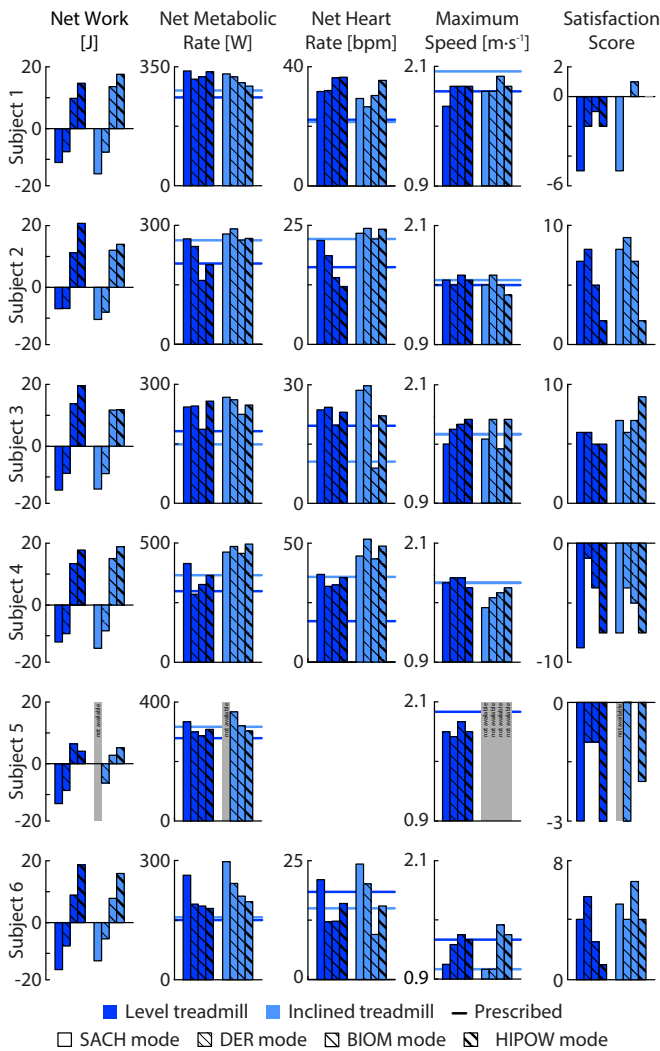 Net Work
[J]
Net Metabolic
Rate [W]
Net Heart
Rate [bpm]
Maximum
Speed [m·s⁻¹]
Satisfaction
Score
Subject 1
20
0
-20
350
0
40
0
2.1
0.9
2
0
-6
Subject 2
20
0
20
300
0
25
0
2.1
0.9
10
0
Subject 3
20
0
-20
300
0
30
0
2.1
0.9
10
0
Subject 4
20
0
20
500
0
50
0
2.1
0.9
0
-10
Subject 5
20
0
-20
not available
400
0
not available
2.1
0.9
not available
not available
not available
not available
0
-3
not available
Subject 6
20
0
-20
300
0
25
0
2.1
0.9
8
0
Level treadmill Inclined treadmill Prescribed
SACH mode DER mode BIOM mode HIPOW mode